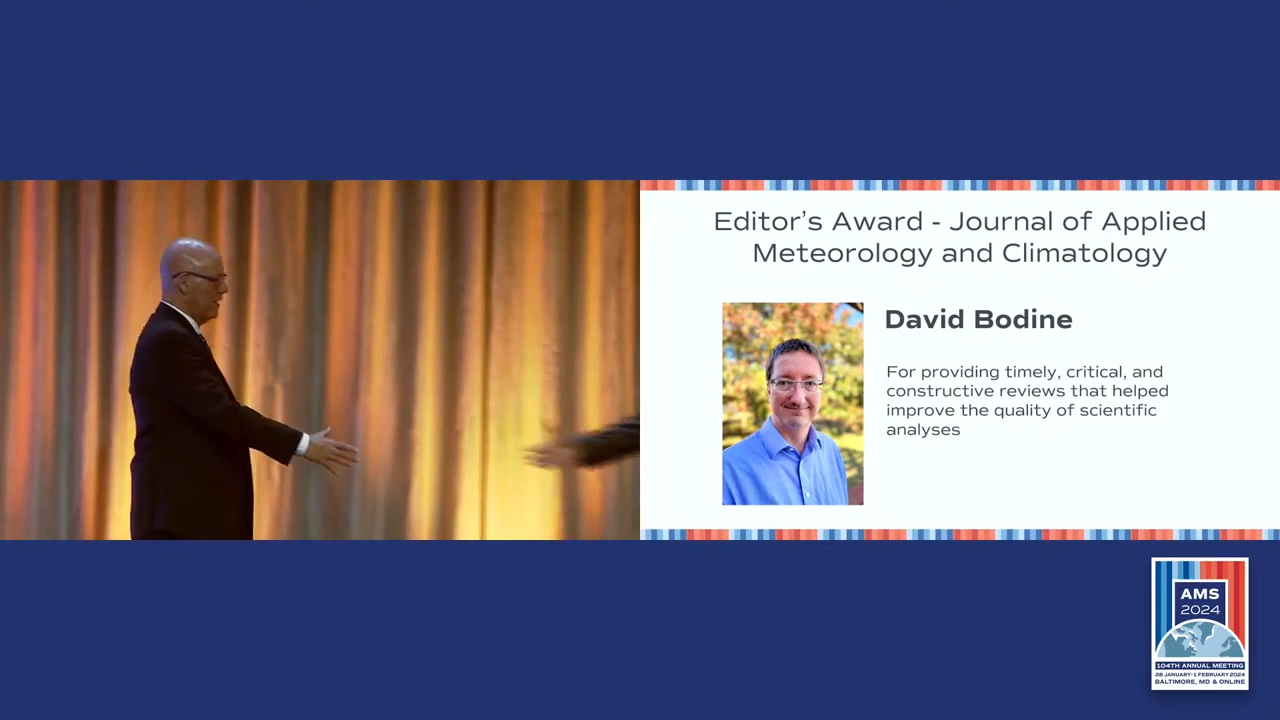 Editor’s Award - Journal of Applied
Meteorology and Climatology
David Bodine
For providing timely, critical, and
constructive reviews that helped
improve the quality of scientific
analyses
AMS
2024
104TH ANNUAL MEETING
28 JANUARY-1 FEBRUARY 2024
BALTIMORE, MD & ONLINE